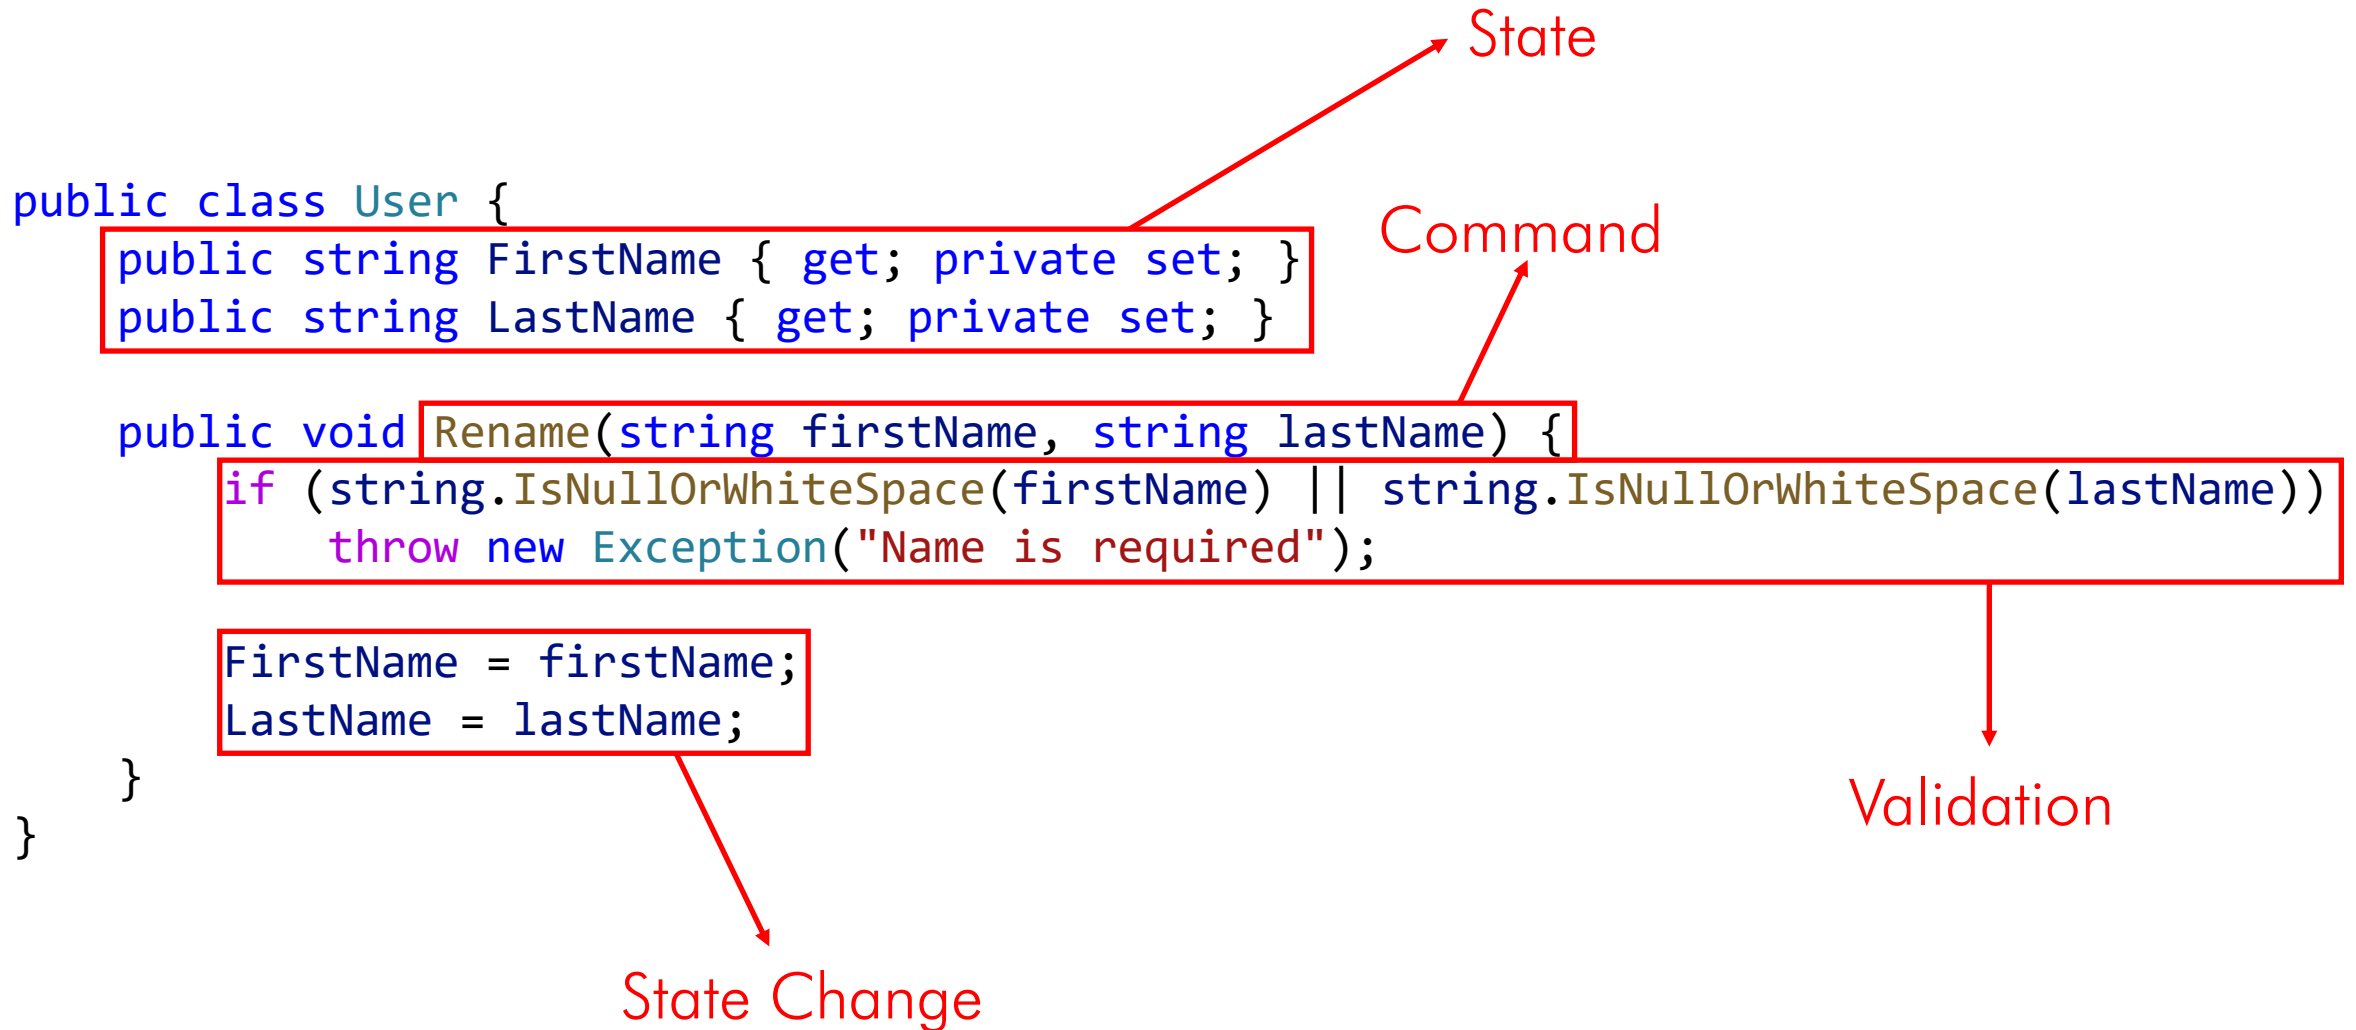 State
public class User {
Command
public string FirstName { get; private set; }
public string LastName { get; private set; }
public void Rename(string firstName, string lastName) {
if (string.IsNullOrWhiteSpace(firstName) || string.IsNullOrWhiteSpace(lastName))
throw new Exception("Name is required");
FirstName = firstName;
LastName = lastName;
}
Validation
}
State Change